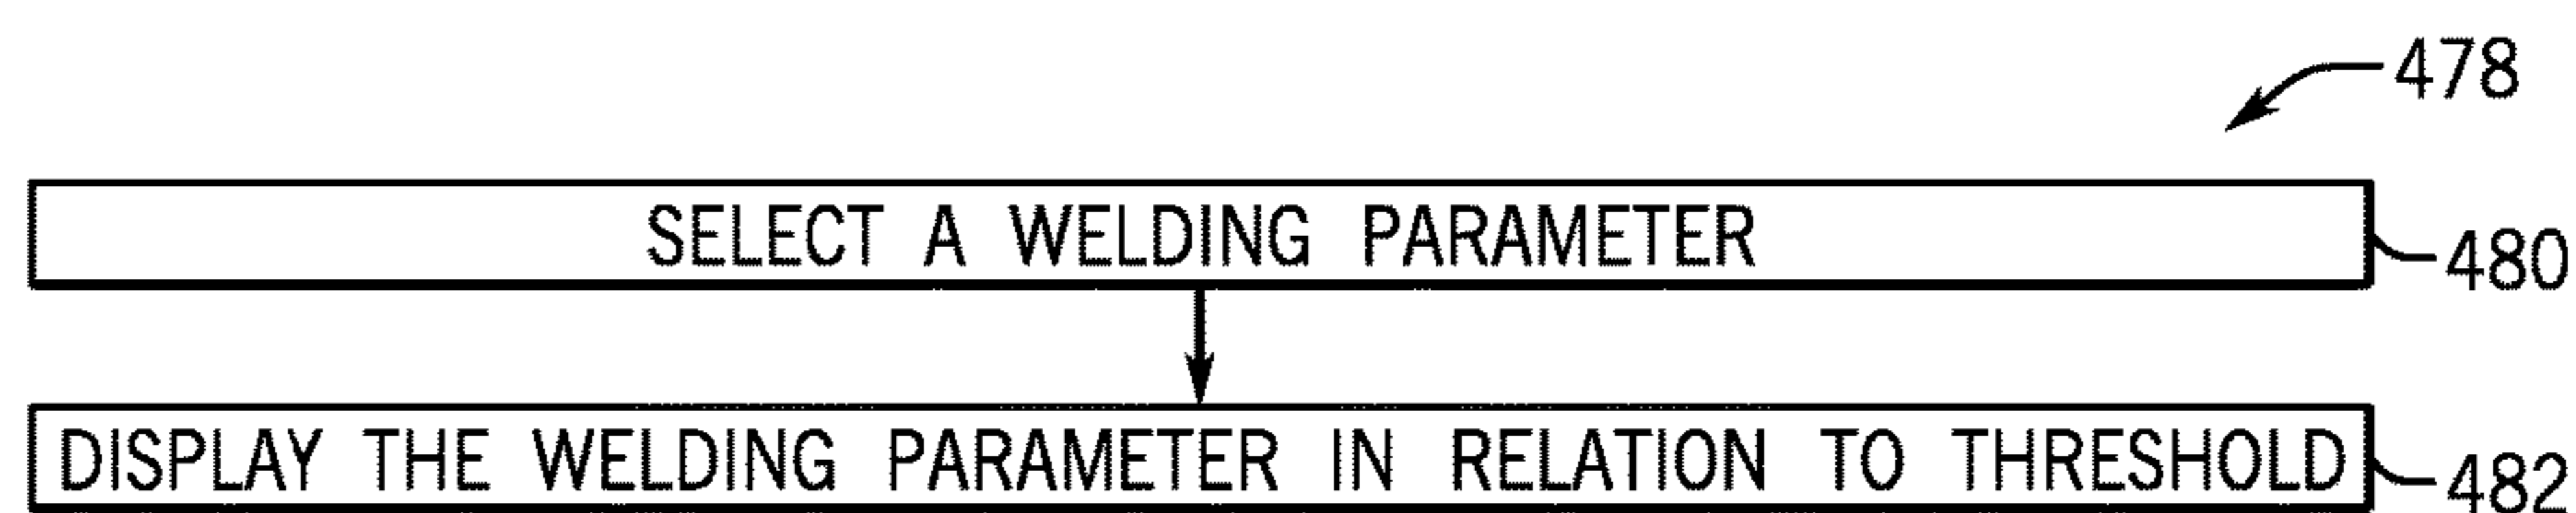 478
SELECT A WELDING PARAMETER
480
DISPLAY THE WELDING PARAMETER IN RELATION TO THRESHOLD
482